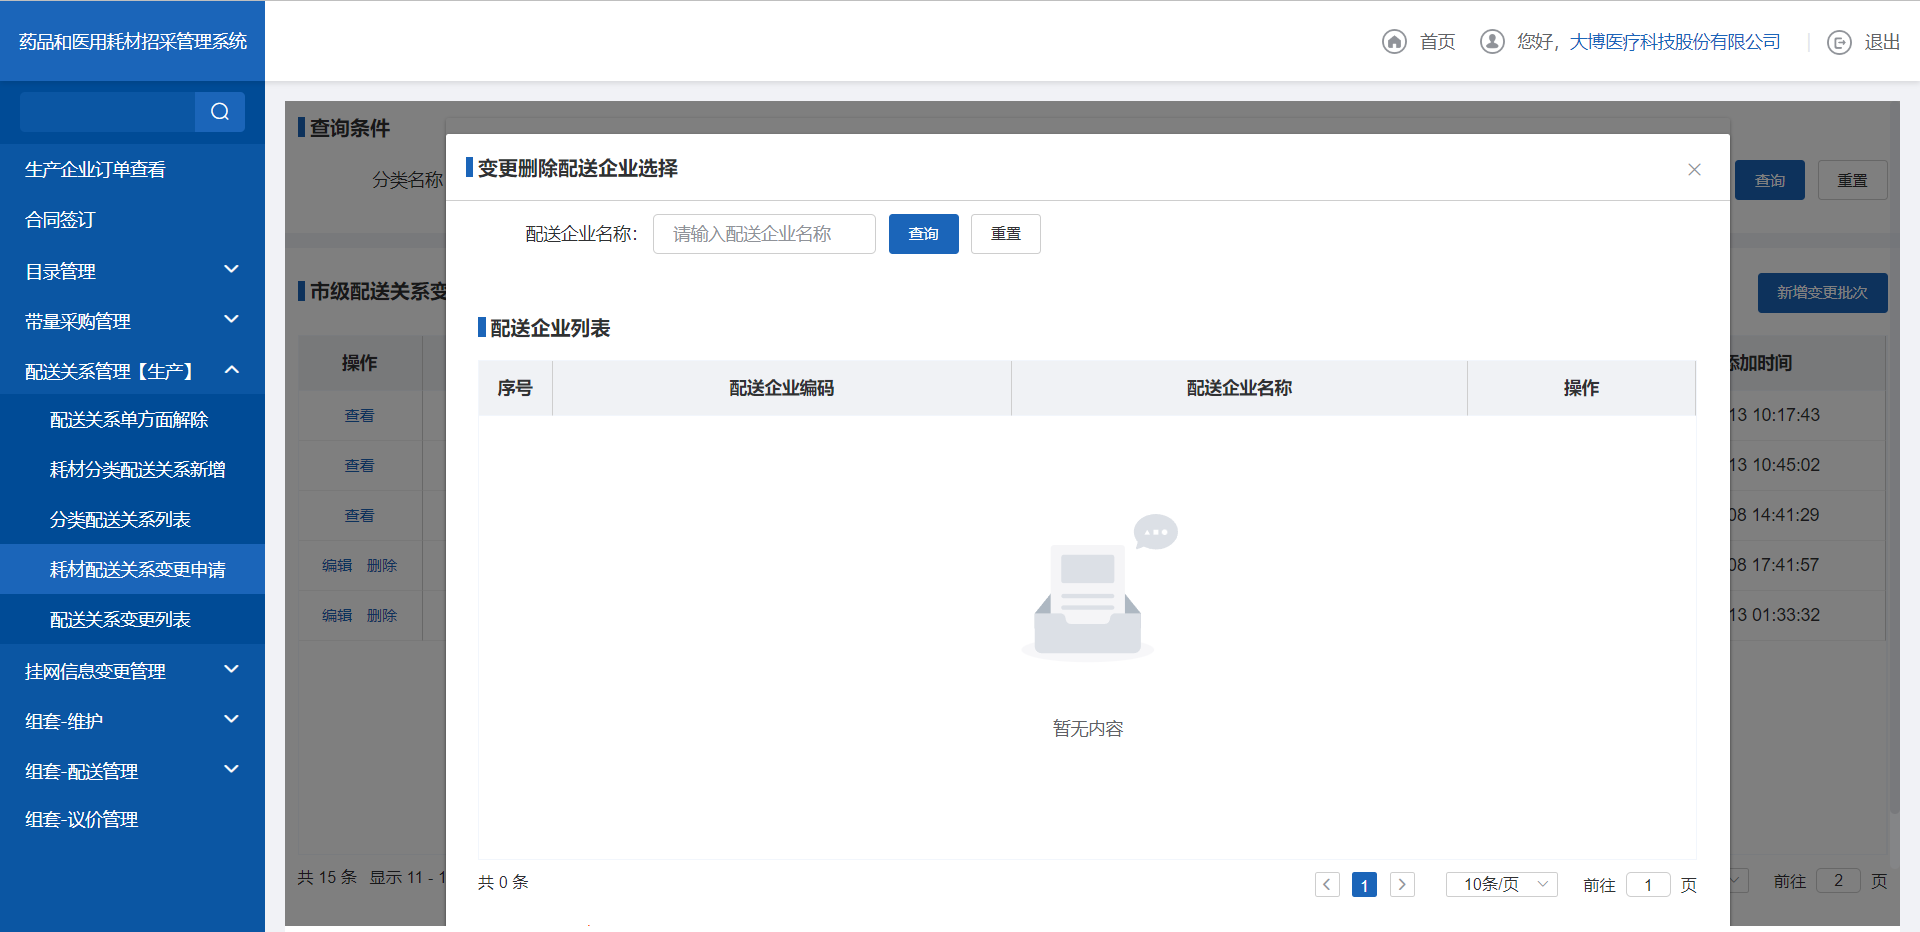 药品和医用耗材招采管理系统
首页
您好，大博医疗科技股份有限公司
退出
生产企业订单查看
合同签订
目录管理
带量采购管理
配送关系管理【生产】
配送关系单方面解除
耗材分类配送关系新增
分类配送关系列表
耗材配送关系变更申请
配送关系变更列表
挂网信息变更管理
组套-维护
组套-配送管理
组套-议价管理
查询条件
分类名称
查询
重置
市级配送关系变
新增变更批次
操作
添加时间
查看
13 10:17:43
查看
13 10:45:02
查看
08 14:41:29
编辑 删除
08 17:41:57
编辑 删除
13 01:33:32
共 15 条 显示 11 - 1
前往 2 页
变更删除配送企业选择
配送企业名称：
请输入配送企业名称
查询
重置
配送企业列表
序号 配送企业编码 配送企业名称 操作
暂无内容
共 0 条
1
10条/页
前往 1 页